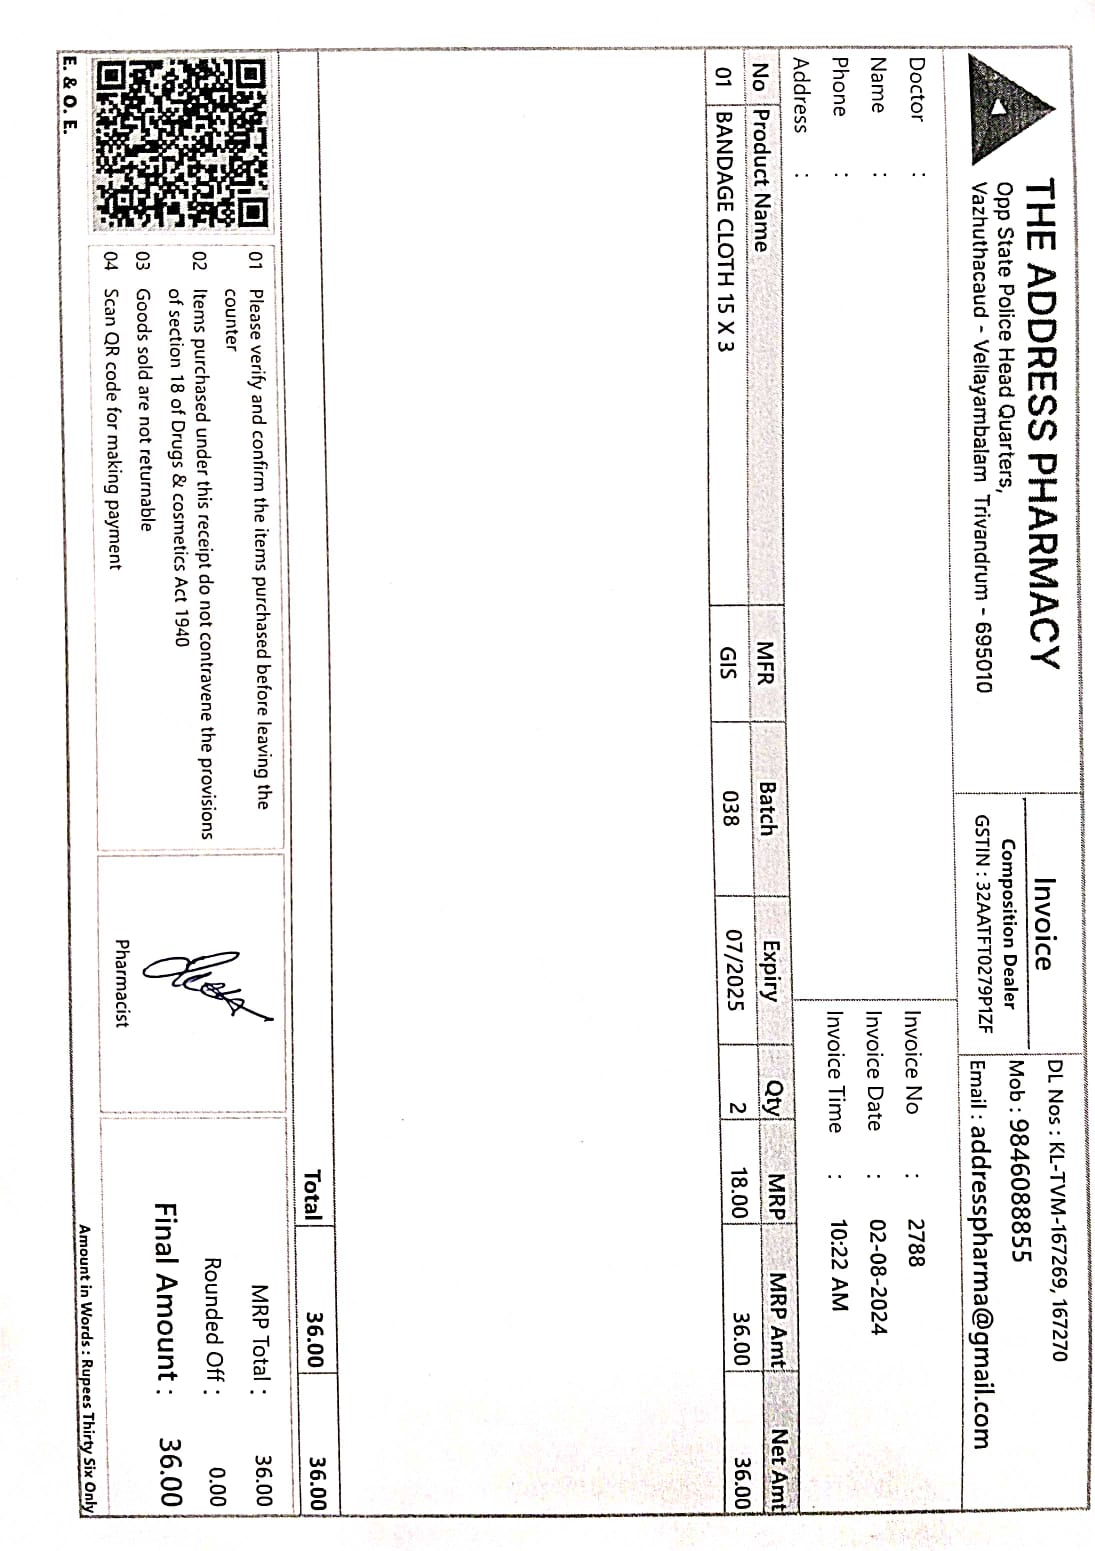 THE ADDRESS PHARMACY
Opp State Police Head Quarters,
Vazhuthacaud - Vellayambalam Trivandrum - 695010
Invoice
Composition Dealer
GSTIN : 32AATFT0279P1ZF
DL Nos : KL-TVM-167269, 167270
Mob : 9846088855
Email : addresspharma@gmail.com
Doctor :
Name :
Phone :
Address :
Invoice No : 2788
Invoice Date : 02-08-2024
Invoice Time : 10:22 AM
No Product Name MFR Batch Expiry Qty MRP MRP Amt Net Amt
01 BANDAGE CLOTH 15 X 3 GIS 038 07/2025 2 18.00 36.00 36.00
Total 36.00 36.00
01 Please verify and confirm the items purchased before leaving the
counter
02 Items purchased under this receipt do not contravene the provisions
of section 18 of Drugs & cosmetics Act 1940
03 Goods sold are not returnable
04 Scan QR code for making payment
Pharmacist
MRP Total : 36.00
Rounded Off : 0.00
Final Amount : 36.00
E. & O. E.
Amount in Words : Rupees Thirty Six Only